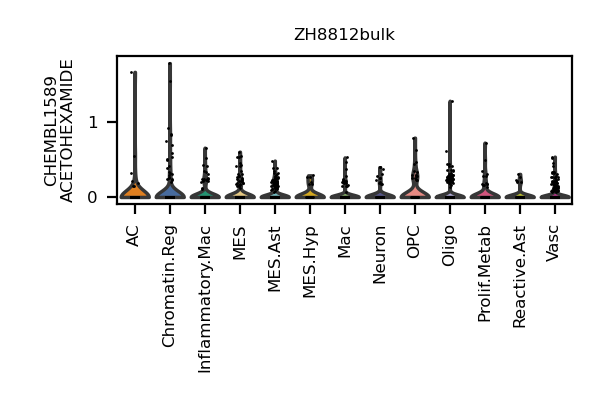 ZH8812bulk
CHEMBL1589
ACETOHEXAMIDE
1
0
AC
Chromatin.Reg
Inflammatory.Mac
MES
MES.Ast
MES.Hyp
Mac
Neuron
OPC
Oligo
Prolif.Metab
Reactive.Ast
Vasc